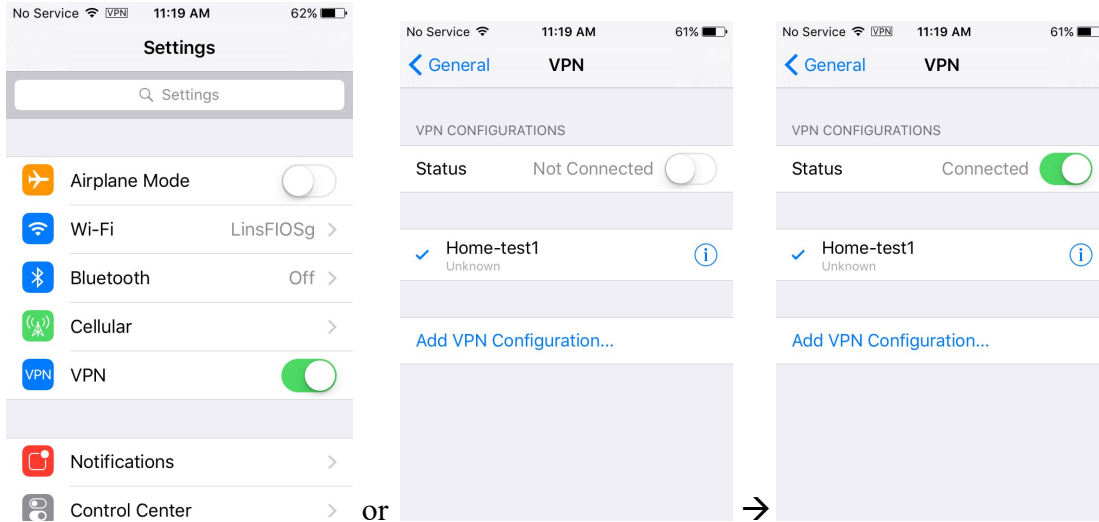 No Service VPN 11:19 AM 62%
Settings
Settings
Airplane Mode
Wi-Fi LinsFIOSg
Bluetooth Off
Cellular
VPN VPN
Notifications
Control Center
or
No Service 11:19 AM 61%
General VPN
VPN CONFIGURATIONS
Status Not Connected
Home-test1
Unknown
Add VPN Configuration...
→
No Service VPN 11:19 AM 61%
General VPN
VPN CONFIGURATIONS
Status Connected
Home-test1
Unknown
Add VPN Configuration...